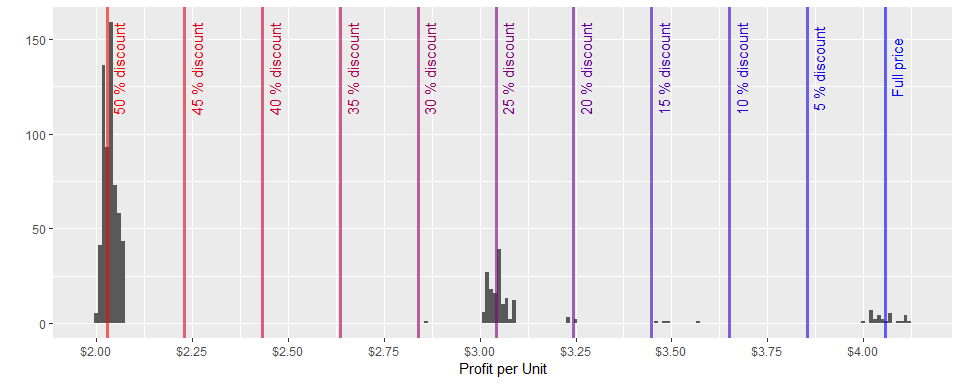 150
100
50
0
50 % discount
45 % discount
40 % discount
35 % discount
30 % discount
25 % discount
20 % discount
15 % discount
10 % discount
5 % discount
Full price
$2.00
$2.25
$2.50
$2.75
$3.00
$3.25
$3.50
$3.75
$4.00
Profit per Unit